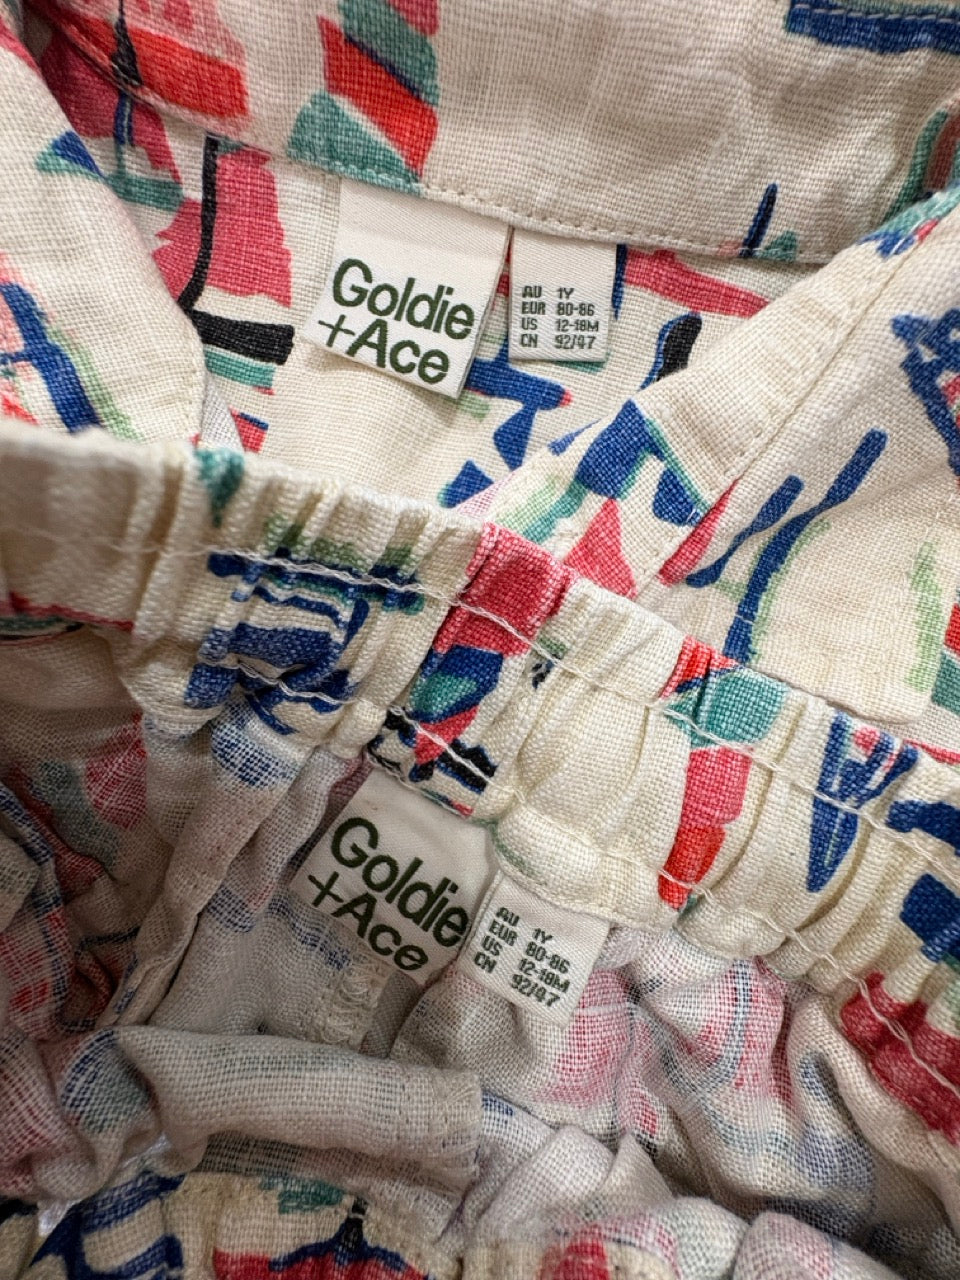 Goldie
+Ace
AU 1Y
EUR 80-86
US 12-18M
CN 92/47
Goldie
+Ace
AU 1Y
EUR 80-86
US 12-18M
CN 92/47